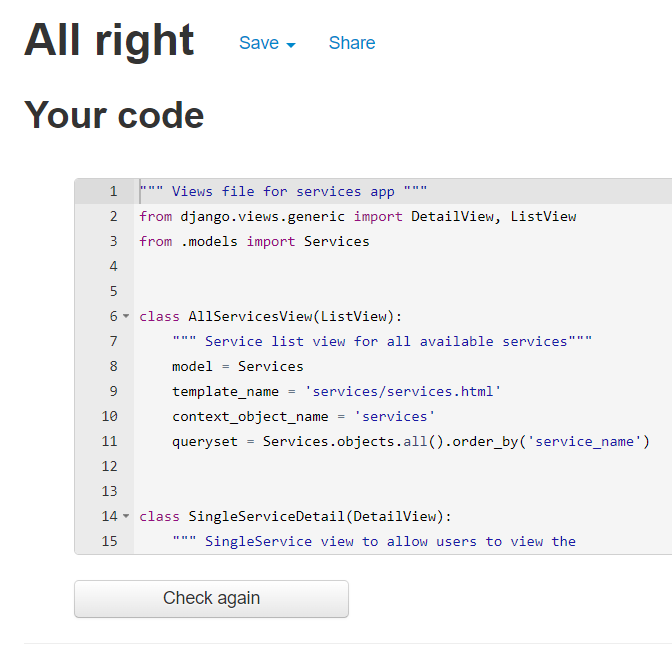 All right
Save
Share
Your code
1 """ Views file for services app """
2 from django.views.generic import DetailView, ListView
3 from .models import Services
4
5
6 class AllServicesView(ListView):
7     """ Service list view for all available services"""
8     model = Services
9     template_name = 'services/services.html'
10     context_object_name = 'services'
11     queryset = Services.objects.all().order_by('service_name')
12
13
14 class SingleServiceDetail(DetailView):
15     """ SingleService view to allow users to view the
Check again